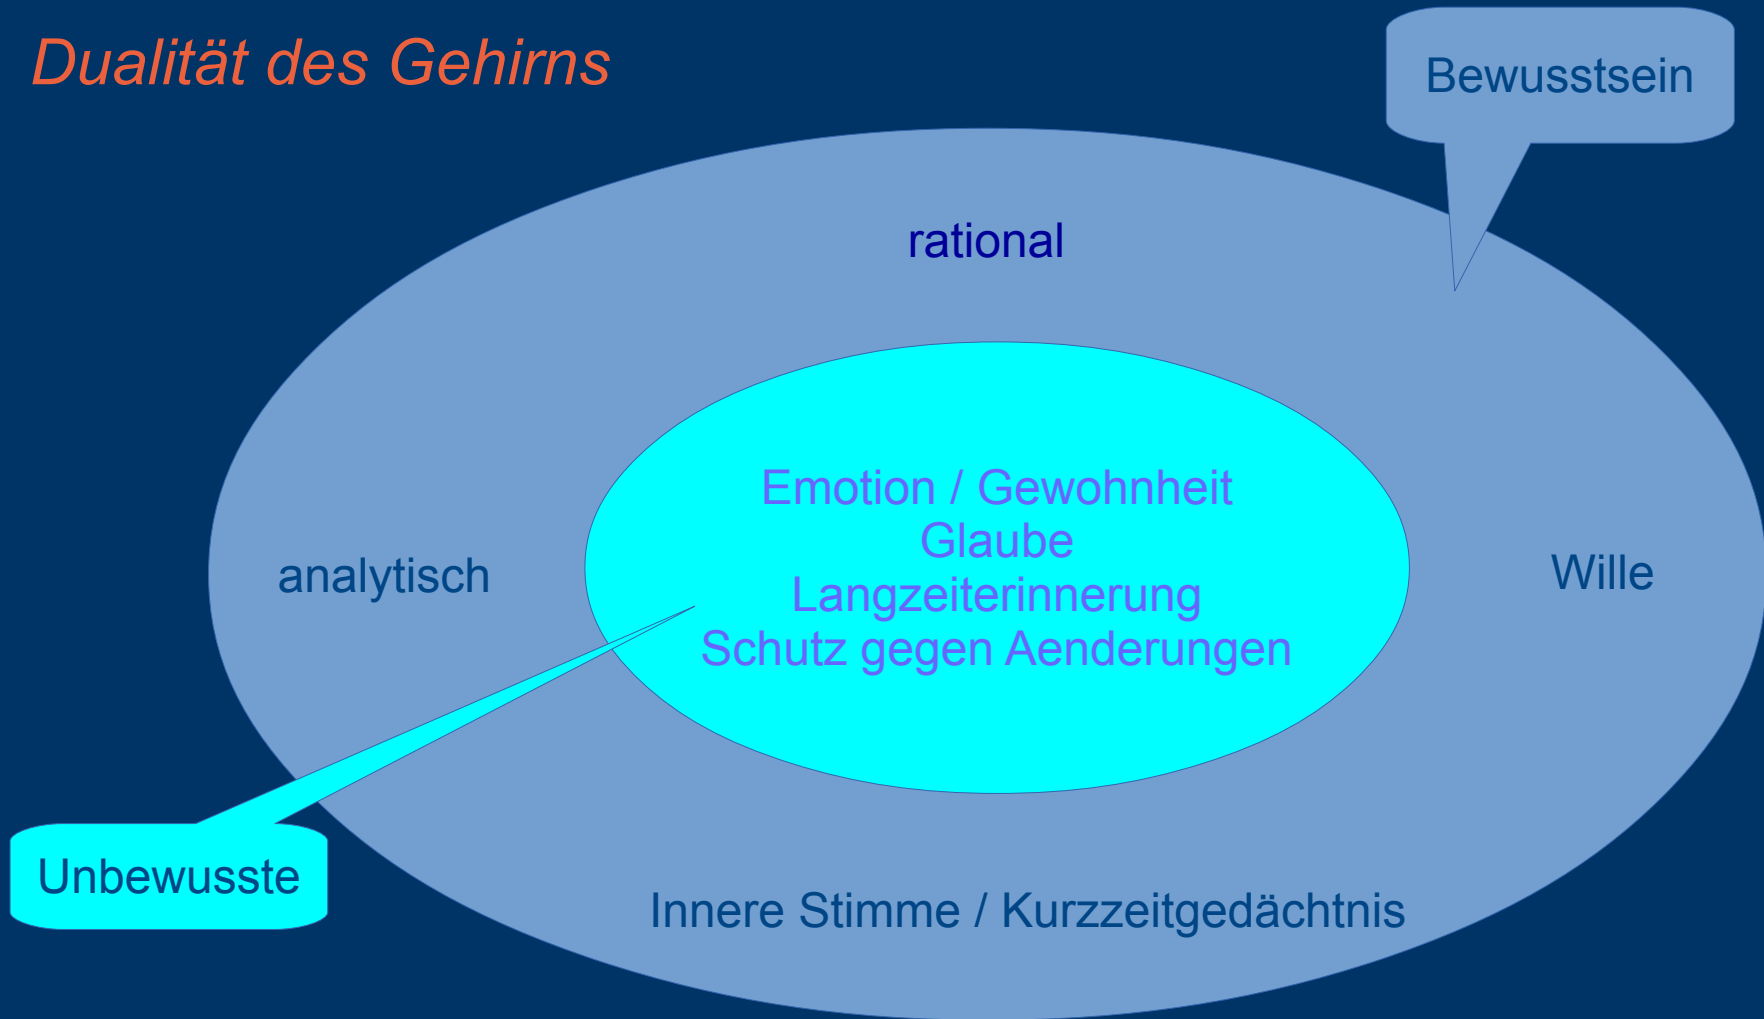 Dualität des Gehirns
Bewusstsein
rational
Emotion / Gewohnheit
Glaube
Langzeiterinnerung
Schutz gegen Aenderungen
analytisch
Wille
Unbewusste
Innere Stimme / Kurzzeitgedächtnis